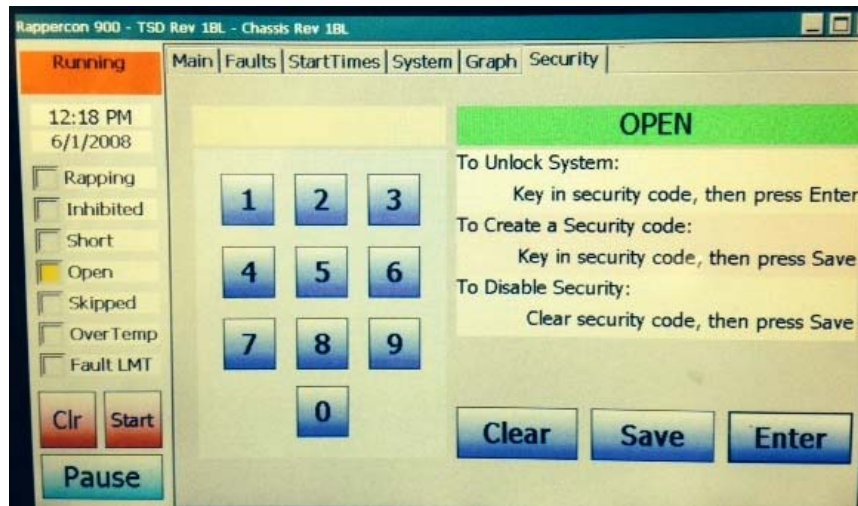 Rappercon 900 - TSD Rev 1BL - Chassis Rev 1BL
Running
Main Faults StartTimes System Graph Security
12:18 PM
6/1/2008
Rapping
Inhibited
Short
Open
Skipped
OverTemp
Fault LMT
Clr Start
Pause
1 2 3
4 5 6
7 8 9
0
OPEN
To Unlock System:
Key in security code, then press Enter
To Create a Security code:
Key in security code, then press Save
To Disable Security:
Clear security code, then press Save
Clear Save Enter